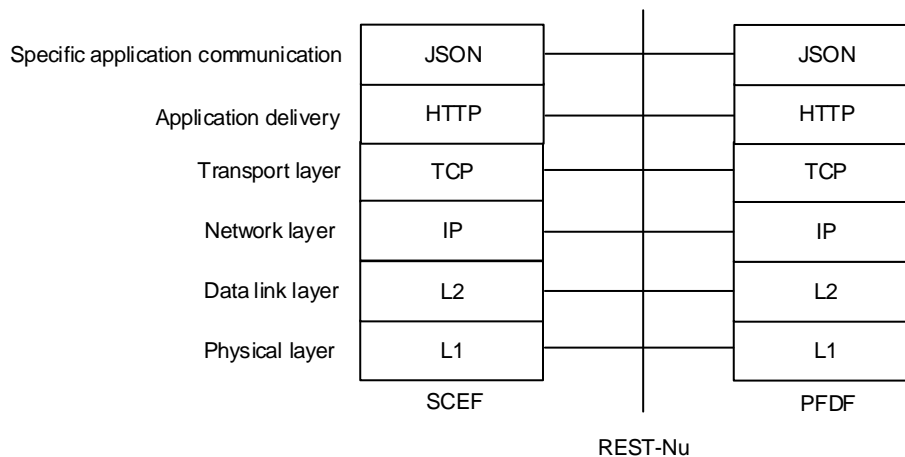 Specific application communication JSON JSON
Application delivery HTTP HTTP
Transport layer TCP TCP
Network layer IP IP
Data link layer L2 L2
Physical layer L1 L1
SCEF PFDF
REST-Nu